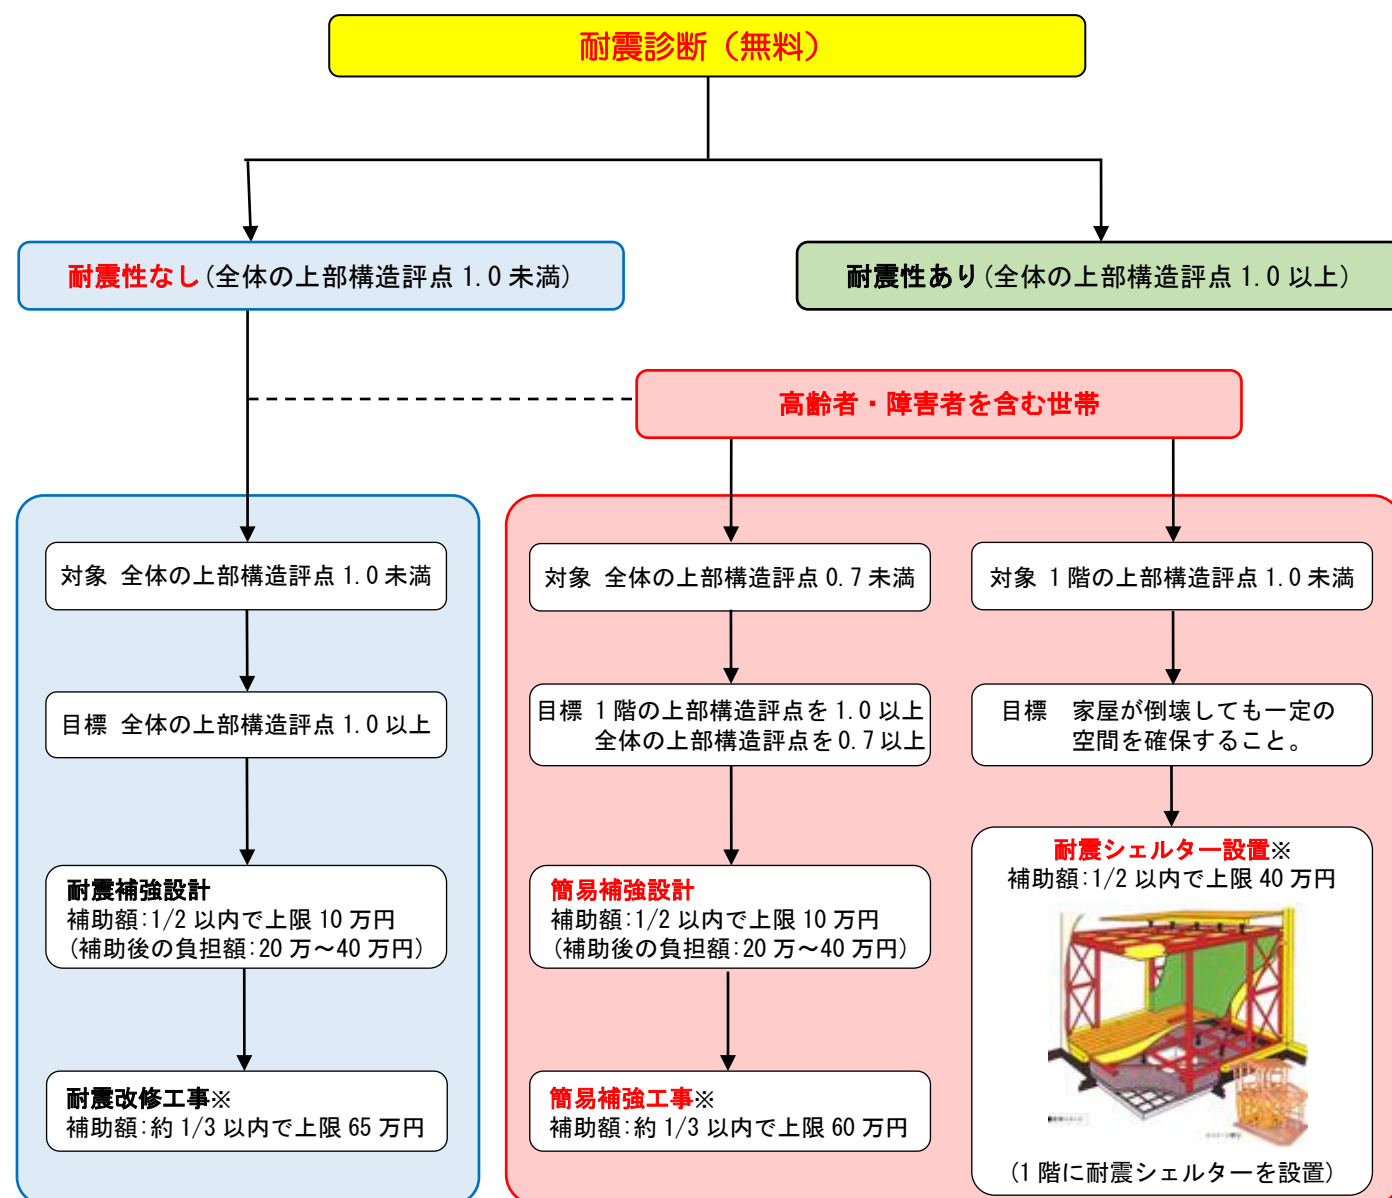 耐震診断（無料）
耐震性なし(全体の上部構造評点 1.0 未満)
耐震性あり(全体の上部構造評点 1.0 以上)
高齢者・障害者を含む世帯
対象 全体の上部構造評点 1.0 未満
目標 全体の上部構造評点 1.0 以上
耐震補強設計
補助額:1/2 以内で上限 10 万円
(補助後の負担額:20 万～40 万円)
耐震改修工事※
補助額:約 1/3 以内で上限 65 万円
対象 全体の上部構造評点 0.7 未満
目標 1 階の上部構造評点を 1.0 以上
全体の上部構造評点を 0.7 以上
簡易補強設計
補助額:1/2 以内で上限 10 万円
(補助後の負担額:20 万～40 万円)
簡易補強工事※
補助額:約 1/3 以内で上限 60 万円
対象 1 階の上部構造評点 1.0 未満
目標　家屋が倒壊しても一定の
空間を確保すること。
耐震シェルター設置※
補助額:1/2 以内で上限 40 万円
(1 階に耐震シェルターを設置)